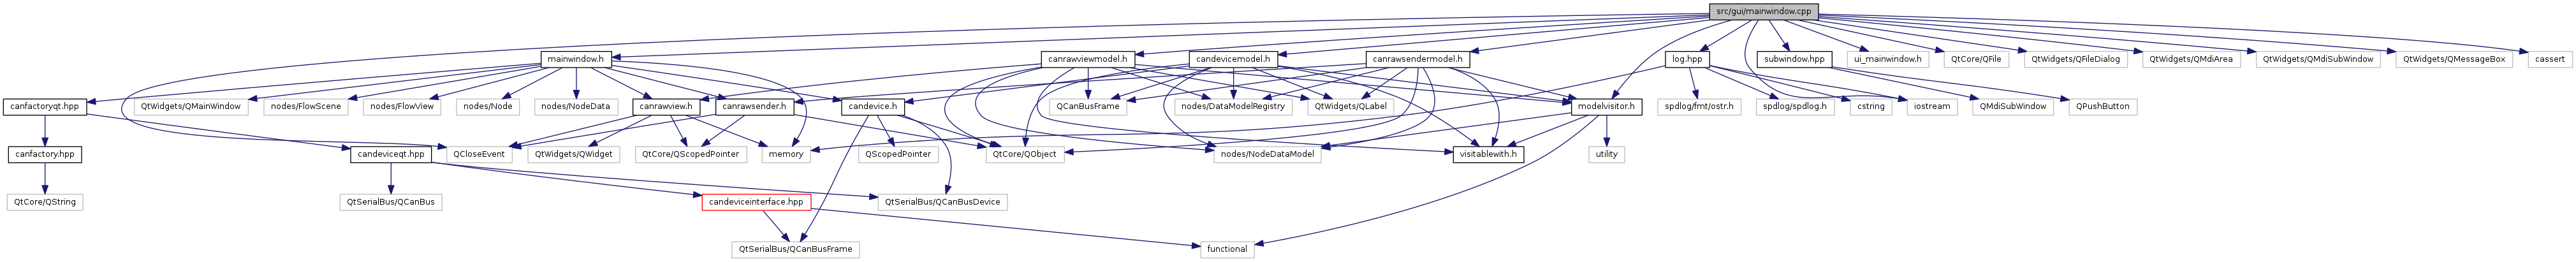 src/gui/mainwindow.cpp
mainwindow.h
canrawviewmodel.h
candevicemodel.h
canrawsendermodel.h
log.hpp
subwindow.hpp
ui_mainwindow.h
QtCore/QFile
QtWidgets/QFileDialog
QtWidgets/QMdiArea
QtWidgets/QMdiSubWindow
QtWidgets/QMessageBox
cassert
canfactoryqt.hpp
QtWidgets/QMainWindow
nodes/FlowScene
nodes/FlowView
nodes/Node
nodes/NodeData
canrawview.h
canrawsender.h
candevice.h
QCanBusFrame
nodes/DataModelRegistry
QtWidgets/QLabel
modelvisitor.h
spdlog/fmt/ostr.h
spdlog/spdlog.h
cstring
iostream
QMdiSubWindow
QPushButton
canfactory.hpp
candeviceqt.hpp
QCloseEvent
QtWidgets/QWidget
QtCore/QScopedPointer
memory
QScopedPointer
QtCore/QObject
nodes/NodeDataModel
visitablewith.h
utility
QtCore/QString
QtSerialBus/QCanBus
candeviceinterface.hpp
QtSerialBus/QCanBusDevice
QtSerialBus/QCanBusFrame
functional